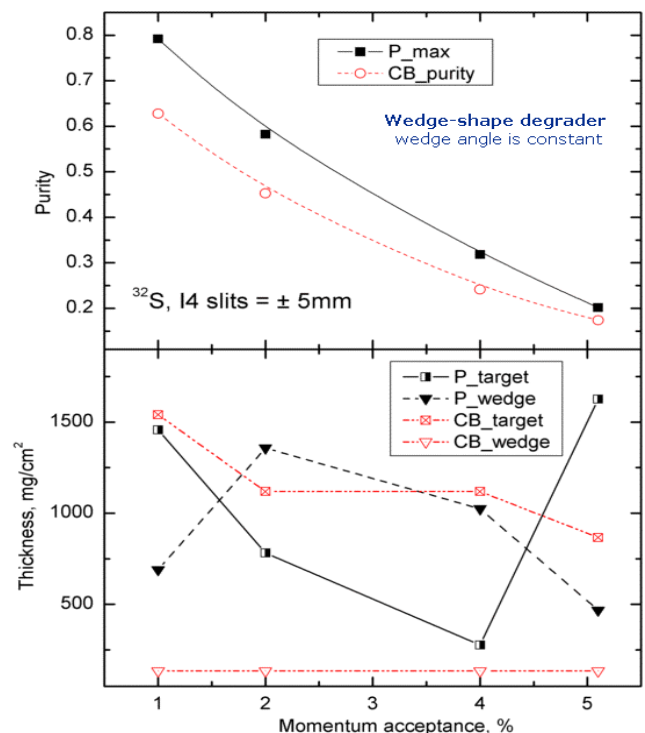 0.8
0.7
0.6
0.5
0.4
0.3
0.2
Purity
P_max
CB_purity
Wedge-shape degrader
wedge angle is constant
³²S, I4 slits = ± 5mm
1500
1000
500
Thickness, mg/cm²
P_target
P_wedge
CB_target
CB_wedge
1 2 3 4 5
Momentum acceptance, %